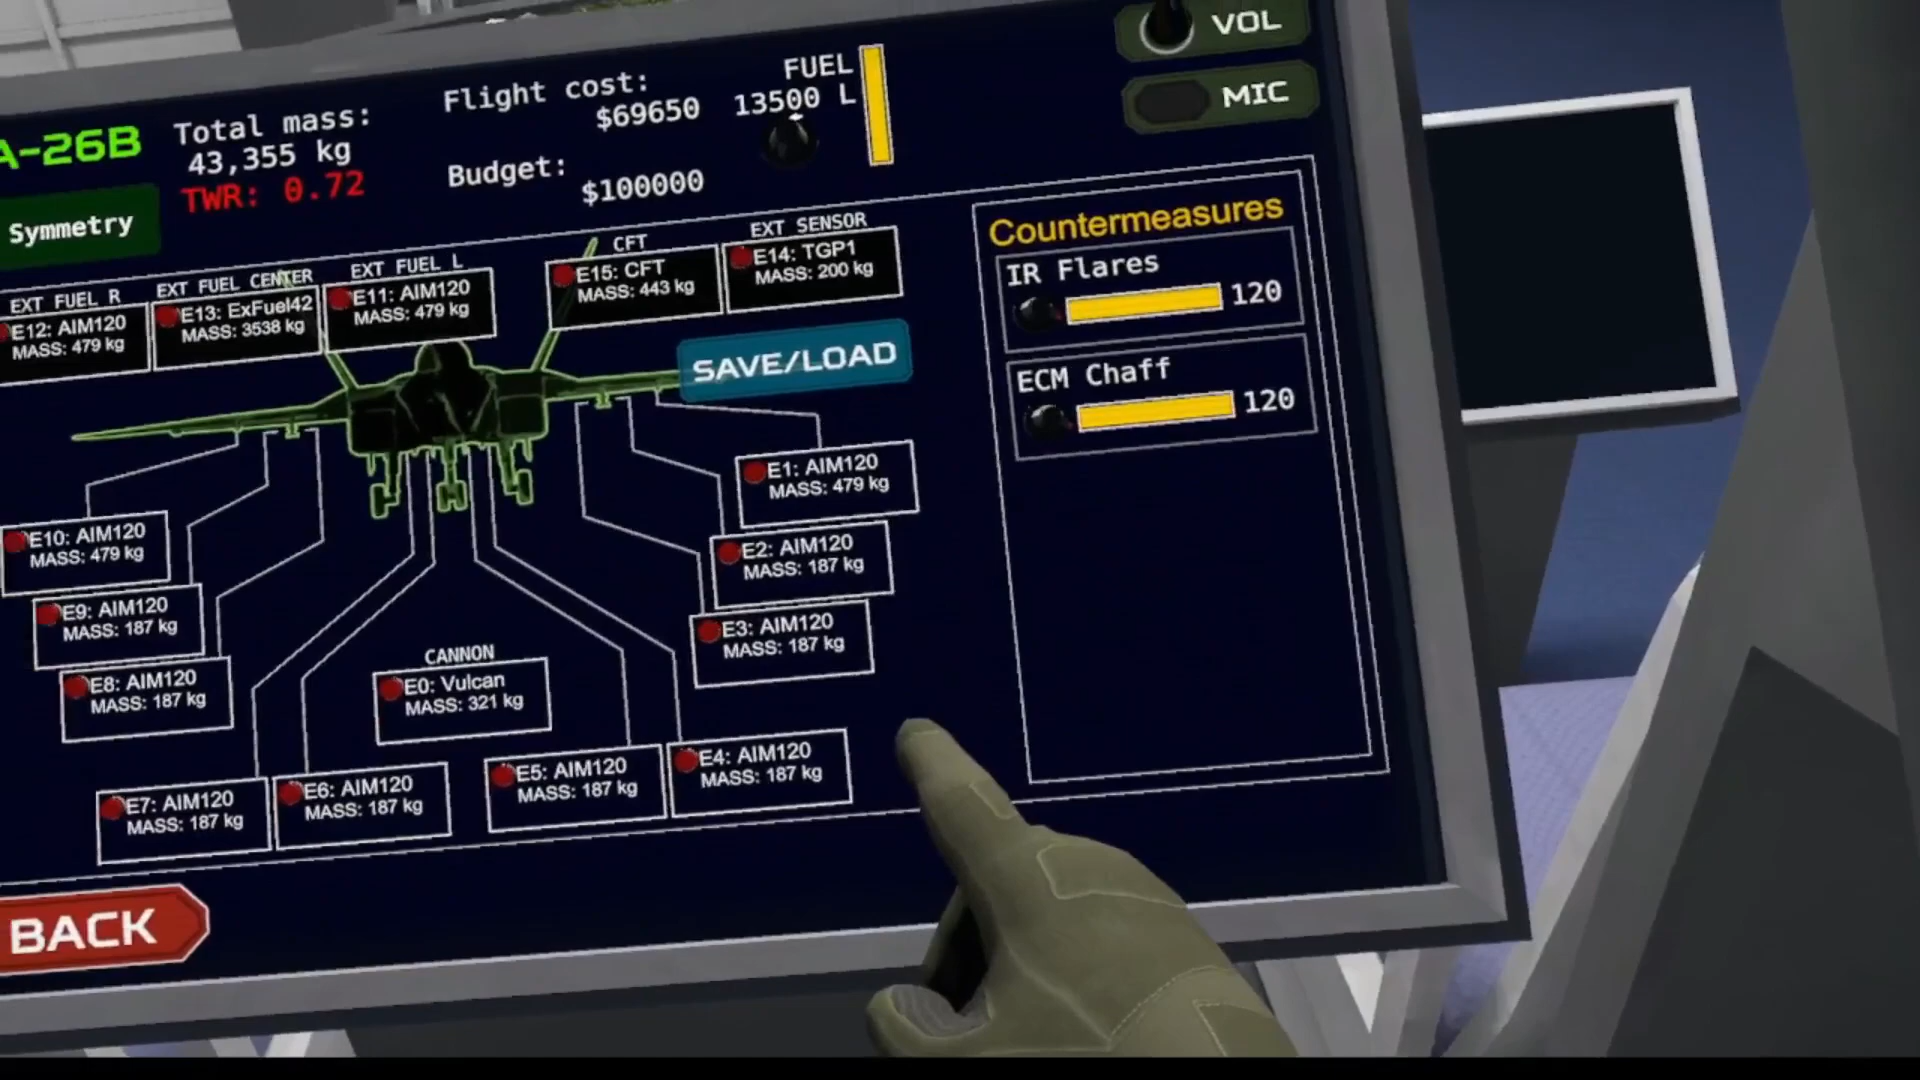 A-26B
Total mass:
43,355 kg
TWR: 0.72
Flight cost:
$69650
Budget:
$100000
FUEL
13500 L
VOL
MIC
Symmetry
EXT FUEL R
E12: AIM120
MASS: 479 kg
EXT FUEL CENTER
E13: ExFuel42
MASS: 3538 kg
EXT FUEL L
E11: AIM120
MASS: 479 kg
CFT
E15: CFT
MASS: 443 kg
EXT SENSOR
E14: TGP1
MASS: 200 kg
SAVE/LOAD
Countermeasures
IR Flares
120
ECM Chaff
120
E1: AIM120
MASS: 479 kg
E2: AIM120
MASS: 187 kg
E3: AIM120
MASS: 187 kg
E10: AIM120
MASS: 479 kg
E9: AIM120
MASS: 187 kg
E8: AIM120
MASS: 187 kg
CANNON
E0: Vulcan
MASS: 321 kg
E7: AIM120
MASS: 187 kg
E6: AIM120
MASS: 187 kg
E5: AIM120
MASS: 187 kg
E4: AIM120
MASS: 187 kg
BACK